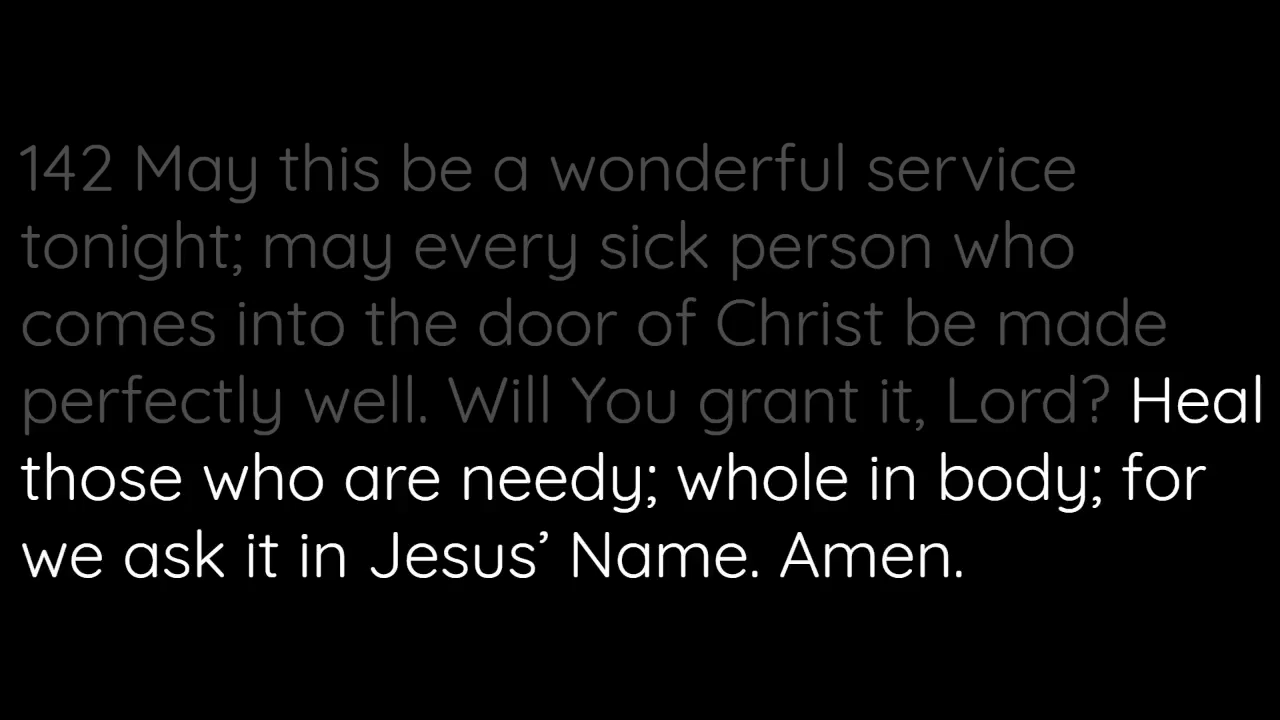 142 May this be a wonderful service
tonight; may every sick person who
comes into the door of Christ be made
perfectly well. Will You grant it, Lord? Heal
those who are needy; whole in body; for
we ask it in Jesus’ Name. Amen.